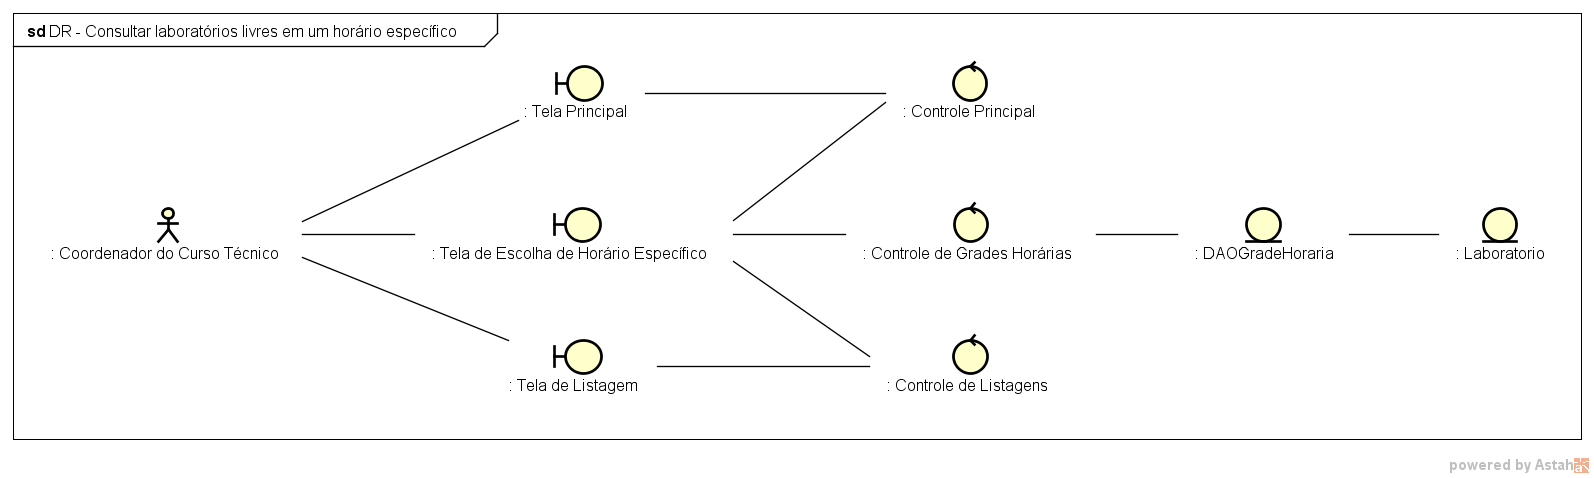 sd DR - Consultar laboratórios livres em um horário específico
: Tela Principal
: Controle Principal
: Coordenador do Curso Técnico
: Tela de Escolha de Horário Específico
: Controle de Grades Horárias
: DAOGradeHoraria
: Laboratorio
: Tela de Listagem
: Controle de Listagens
powered by Astah